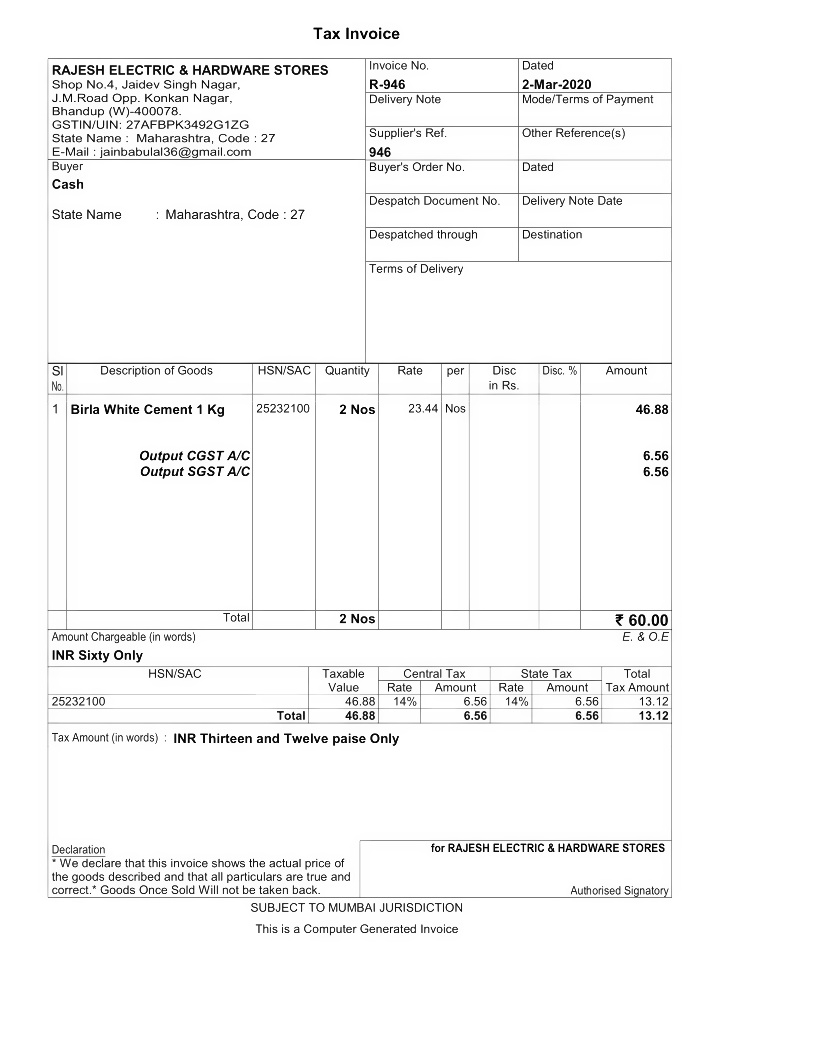 Tax Invoice
RAJESH ELECTRIC & HARDWARE STORES
Shop No.4, Jaidev Singh Nagar,
J.M.Road Opp. Konkan Nagar,
Bhandup (W)-400078.
GSTIN/UIN: 27AFBPK3492G1ZG
State Name : Maharashtra, Code : 27
E-Mail : jainbabulal36@gmail.com
Invoice No. Dated
R-946 2-Mar-2020
Delivery Note Mode/Terms of Payment
Supplier's Ref. Other Reference(s)
946
Buyer
Cash
State Name : Maharashtra, Code : 27
Buyer's Order No. Dated
Despatch Document No. Delivery Note Date
Despatched through Destination
Terms of Delivery
Sl No. Description of Goods HSN/SAC Quantity Rate per Disc in Rs. Disc. % Amount
1 Birla White Cement 1 Kg 25232100 2 Nos 23.44 Nos 46.88
Output CGST A/C 6.56
Output SGST A/C 6.56
Total 2 Nos ₹ 60.00
Amount Chargeable (in words) E. & O.E
INR Sixty Only
HSN/SAC Taxable Value Central Tax State Tax Total Tax Amount
Rate Amount Rate Amount
25232100 46.88 14% 6.56 14% 6.56 13.12
Total 46.88 6.56 6.56 13.12
Tax Amount (in words) : INR Thirteen and Twelve paise Only
Declaration
* We declare that this invoice shows the actual price of
the goods described and that all particulars are true and
correct.* Goods Once Sold Will not be taken back.
for RAJESH ELECTRIC & HARDWARE STORES
Authorised Signatory
SUBJECT TO MUMBAI JURISDICTION
This is a Computer Generated Invoice